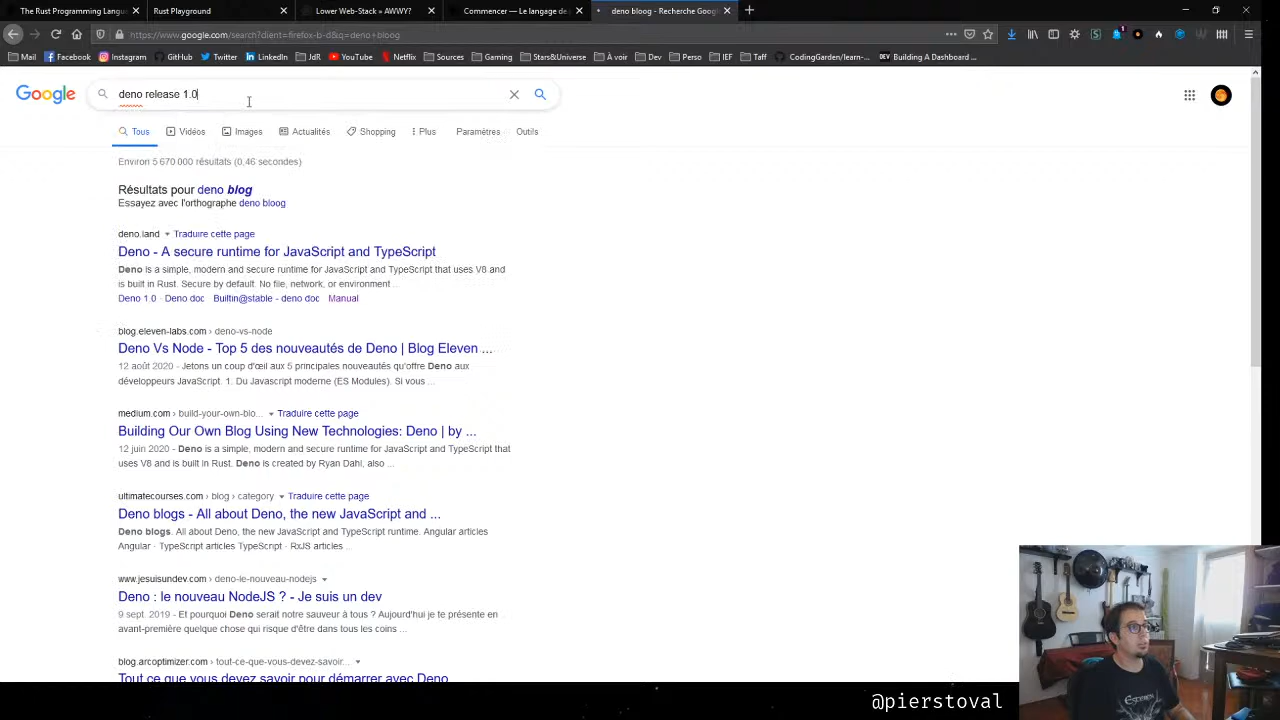 The Rust Programming Langu
Rust Playground
Lower Web-Stack » AWWY?
Commencer — Le langage de
deno bloog - Recherche Googl
https://www.google.com/search?client=firefox-b-d&q=deno+bloog
Mail
Facebook
Instagram
GitHub
Twitter
LinkedIn
JdR
YouTube
Netflix
Sources
Gaming
Stars&Universe
À voir
Dev
Perso
IEF
Taff
CodingGarden/
Building A Dashboard ...
Google
deno release 1.0
Tous
Vidéos
Images
Actualités
Shopping
Plus
Paramètres
Outils
Environ 5 670 000 résultats (0,46 secondes)
Résultats pour deno blog
Essayez avec l'orthographe deno bloog
deno.land Traduire cette page
Deno - A secure runtime for JavaScript and TypeScript
Deno is a simple, modern and secure runtime for JavaScript and TypeScript that uses V8 and
is built in Rust. Secure by default. No file, network, or environment ...
Deno 1.0 · Deno doc · Builtin@stable - deno doc · Manual
blog.eleven-labs.com › deno-vs-node
Deno Vs Node - Top 5 des nouveautés de Deno | Blog Eleven ...
12 août 2020 - Jetons un coup d'œil aux 5 principales nouveautés qu'offre Deno aux
développeurs JavaScript. 1. Du Javascript moderne (ES Modules). Si vous ...
medium.com › build-your-own-blo... Traduire cette page
Building Our Own Blog Using New Technologies: Deno | by ...
12 juin 2020 - Deno is a simple, modern and secure runtime for JavaScript and TypeScript that
uses V8 and is built in Rust. Deno is created by Ryan Dahl, also ...
ultimatecourses.com › blog › category Traduire cette page
Deno blogs - All about Deno, the new JavaScript and ...
Deno blogs. All about Deno, the new JavaScript and TypeScript runtime. Angular articles
Angular · TypeScript articles TypeScript · RxJS articles ...
www.jesuisundev.com › deno-le-nouveau-nodejs
Deno : le nouveau NodeJS ? - Je suis un dev
9 sept. 2019 - Et pourquoi Deno serait notre sauveur à tous ? Aujourd'hui je te présente en
avant-première quelque chose qui risque d'être dans tous les coins ...
blog.arcoptimizer.com › tout-ce-que-vous-devez-savoir...
Tout ce que vous devez savoir pour démarrer avec Deno
@pierstoval